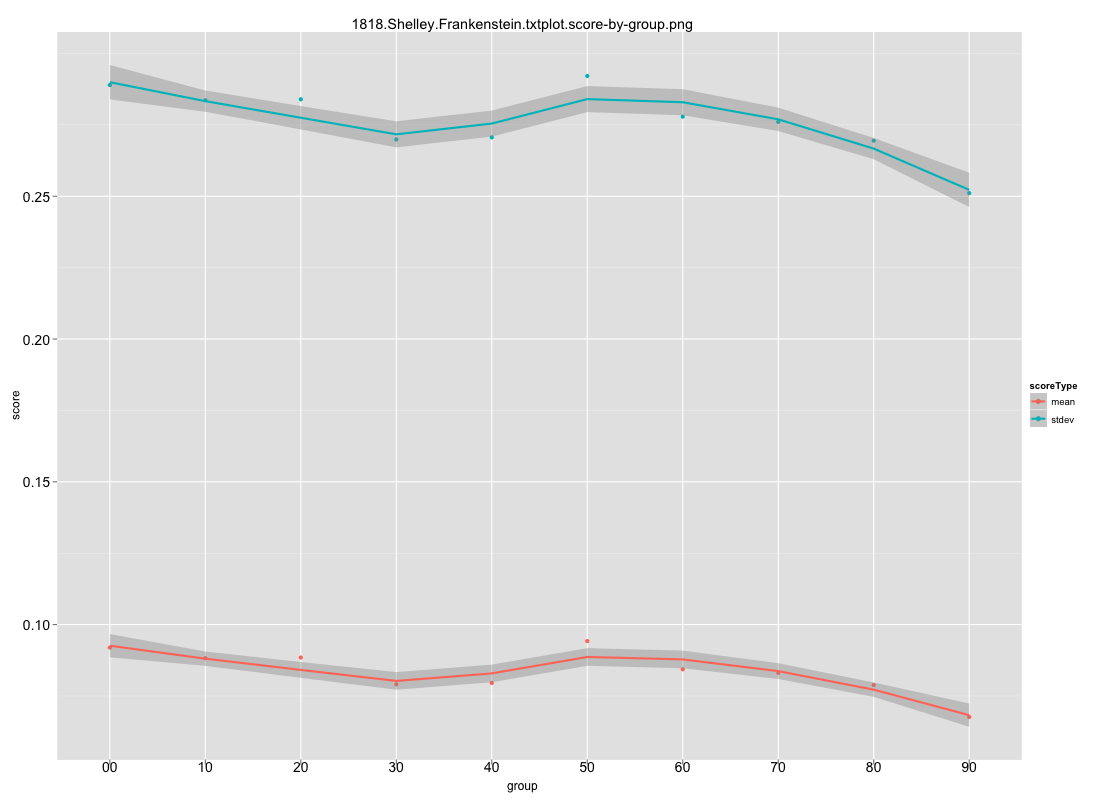 1818.Shelley.Frankenstein.txtplot.score-by-group.png
0.25
0.20
0.15
0.10
score
00 10 20 30 40 50 60 70 80 90
group
scoreType
mean
stdev